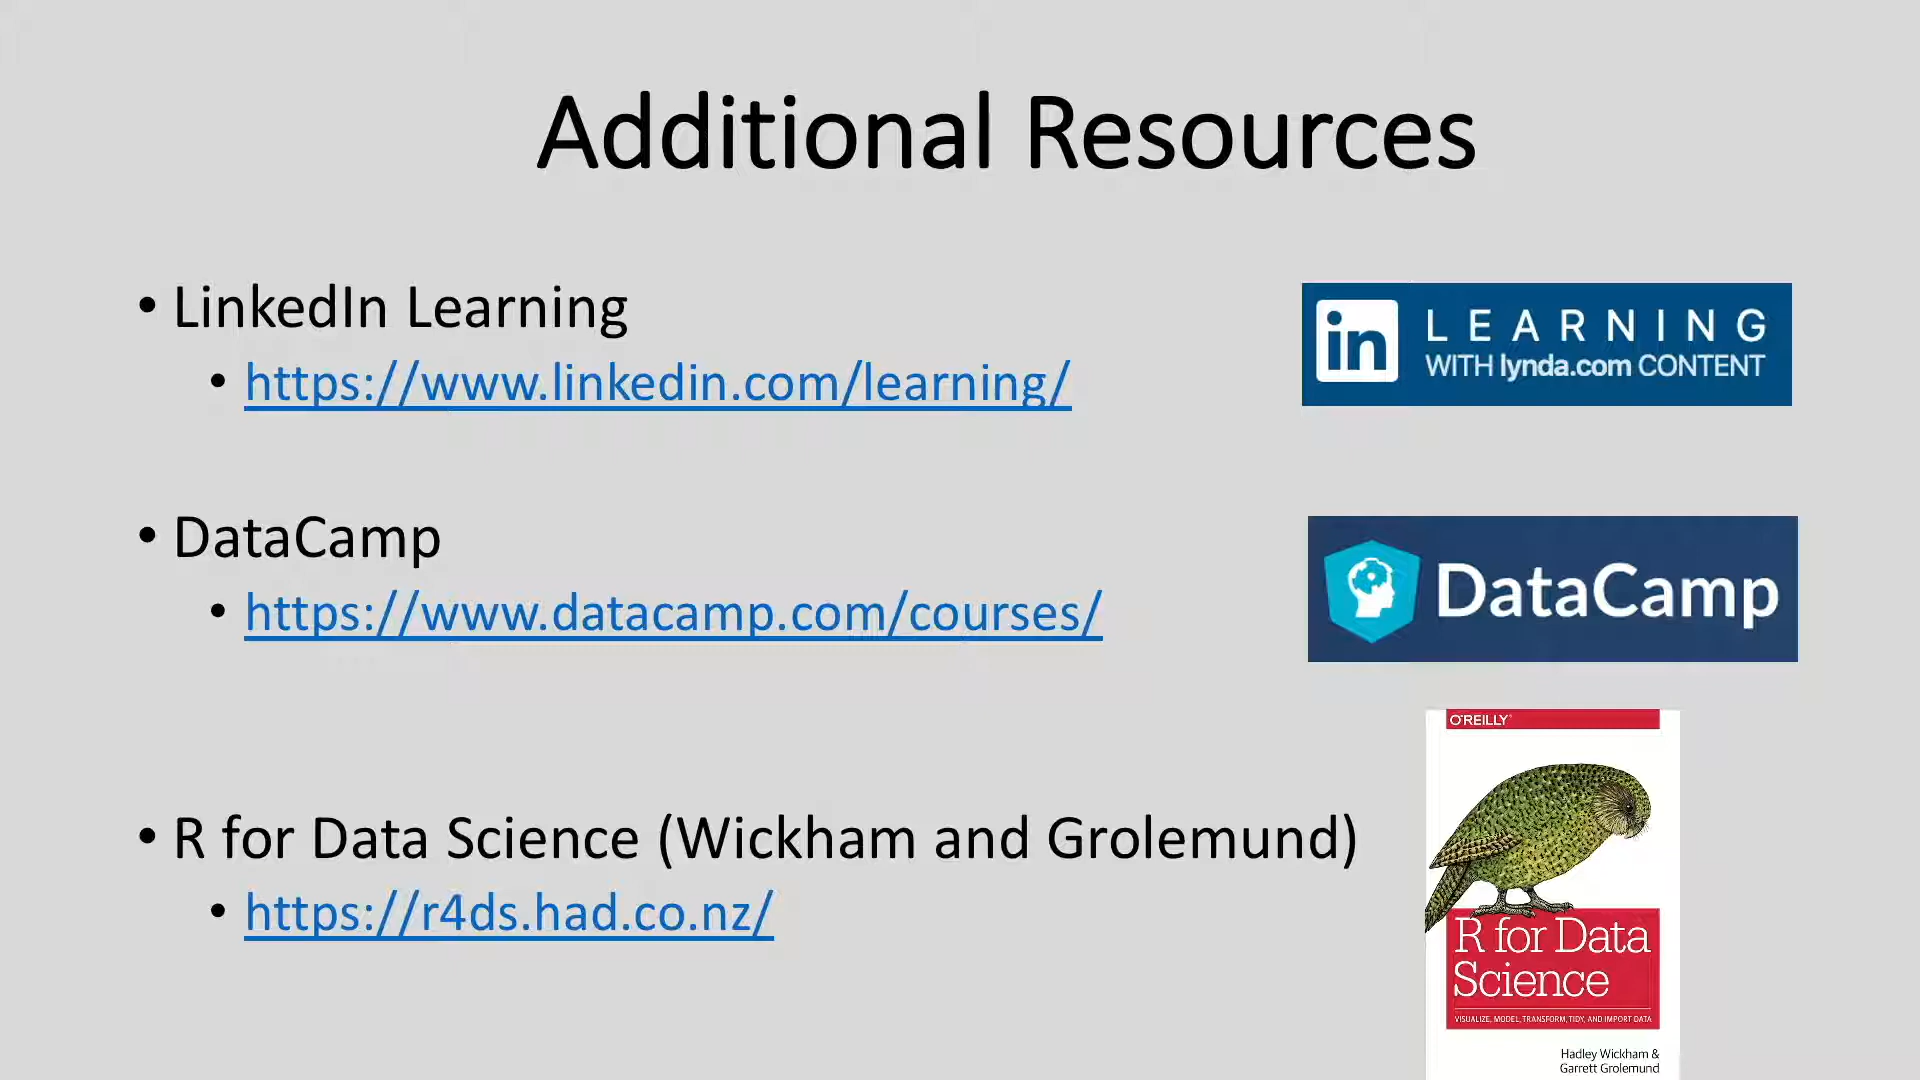 Additional Resources
• LinkedIn Learning
• https://www.linkedin.com/learning/
in LEARNING
WITH lynda.com CONTENT
• DataCamp
• https://www.datacamp.com/courses/
DataCamp
• R for Data Science (Wickham and Grolemund)
• https://r4ds.had.co.nz/
O'REILLY®
R for Data
Science
VISUALIZE, MODEL, TRANSFORM, TIDY, AND IMPORT DATA
Hadley Wickham &
Garrett Grolemund